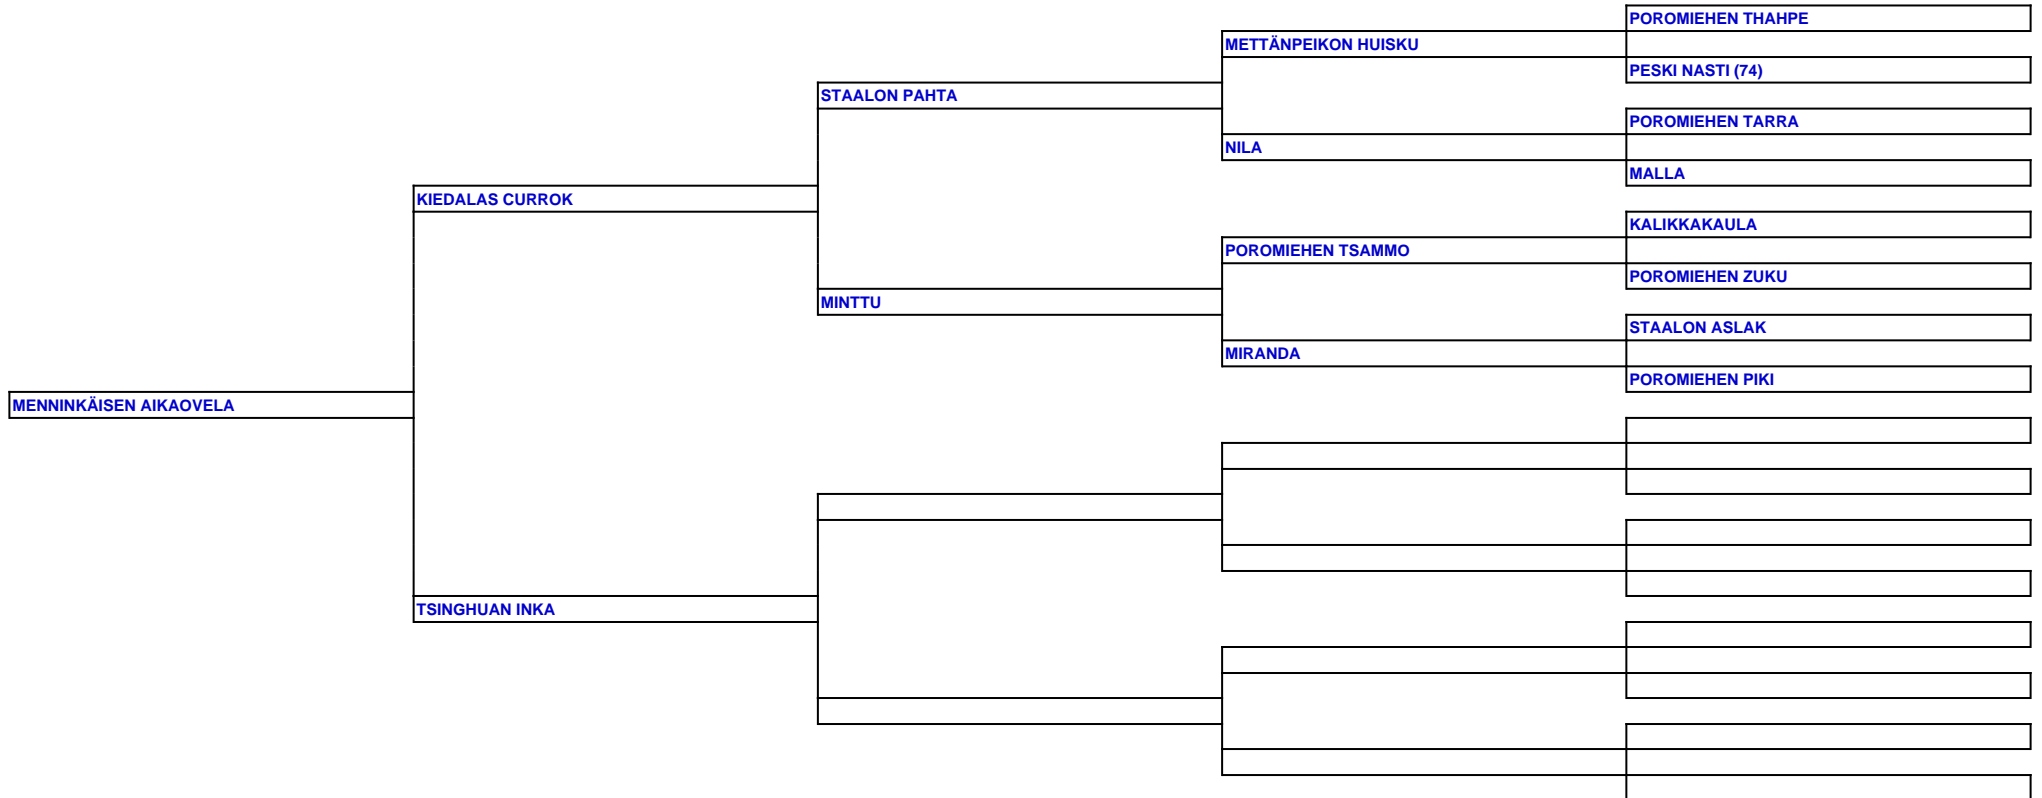 POROMIEHEN THAHPE
METTÄNPEIKON HUISKU
PESKI NASTI (74)
STAALON PAHTA
POROMIEHEN TARRA
NILA
MALLA
KIEDALAS CURROK
KALIKKAKAULA
POROMIEHEN TSAMMO
POROMIEHEN ZUKU
MINTTU
STAALON ASLAK
MIRANDA
POROMIEHEN PIKI
MENNINKÄISEN AIKAOVELA
TSINGHUAN INKA